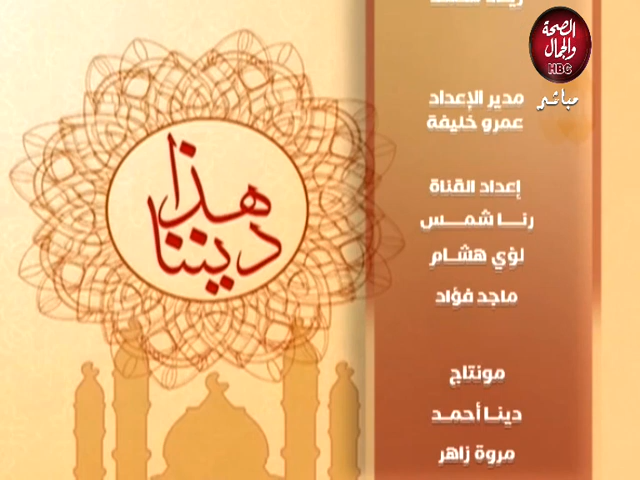 الصحة
والجمال
HBC
مباشر
هذا
ديننا
مدير الإعداد
عمرو خليفة
إعداد القناة
رنا شمس
لؤي هشام
ماجد فؤاد
مونتاج
دينا أحمد
مروة زاهر